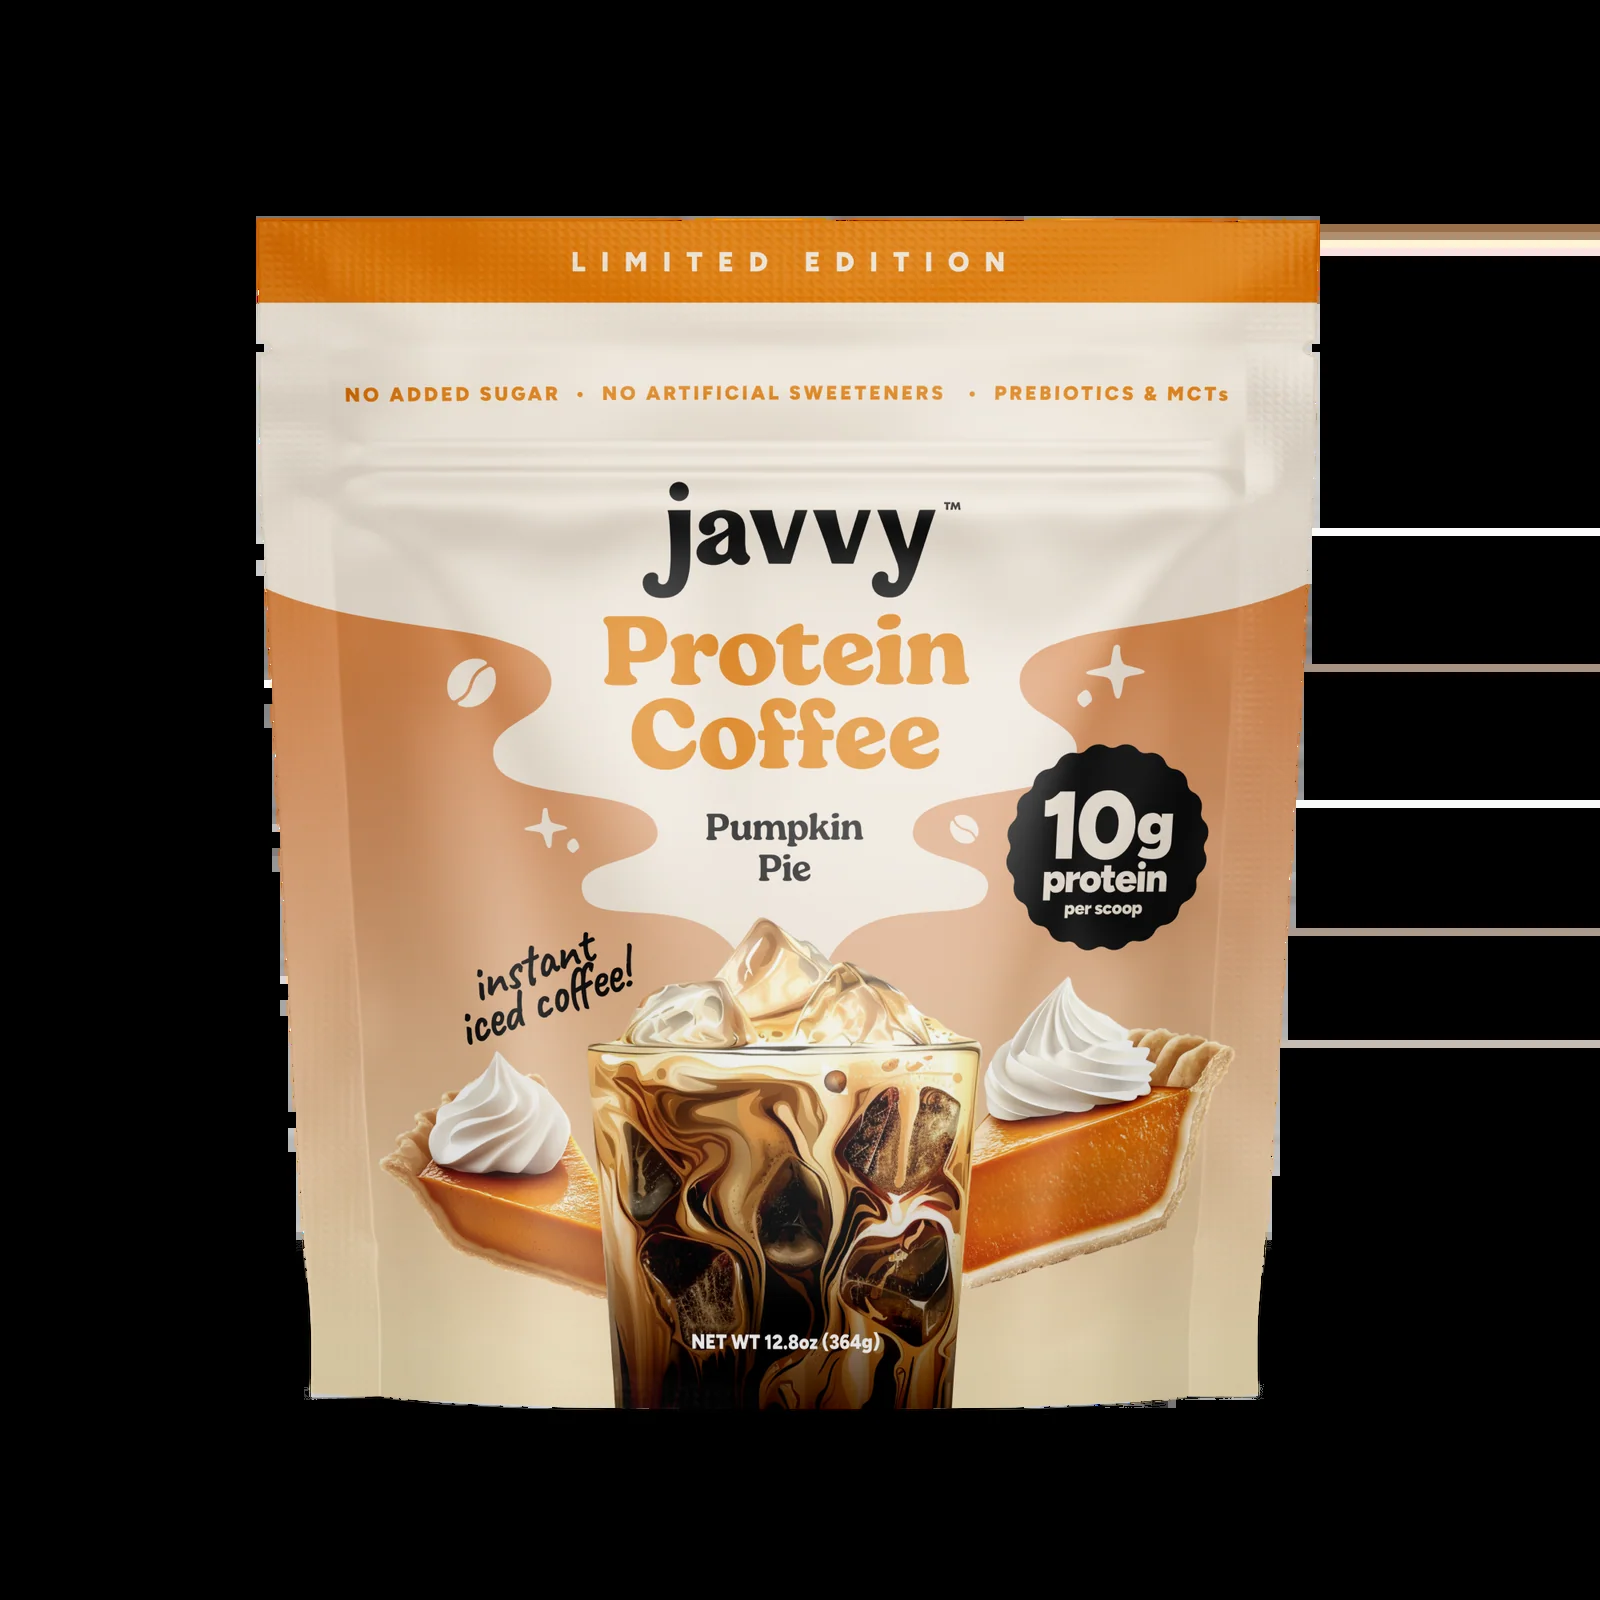 LIMITED EDITION
NO ADDED SUGAR • NO ARTIFICIAL SWEETENERS • PREBIOTICS & MCTs
javvy™
Protein
Coffee
Pumpkin
Pie
10g
protein
per scoop
instant
iced coffee!
NET WT 12.8oz (364g)